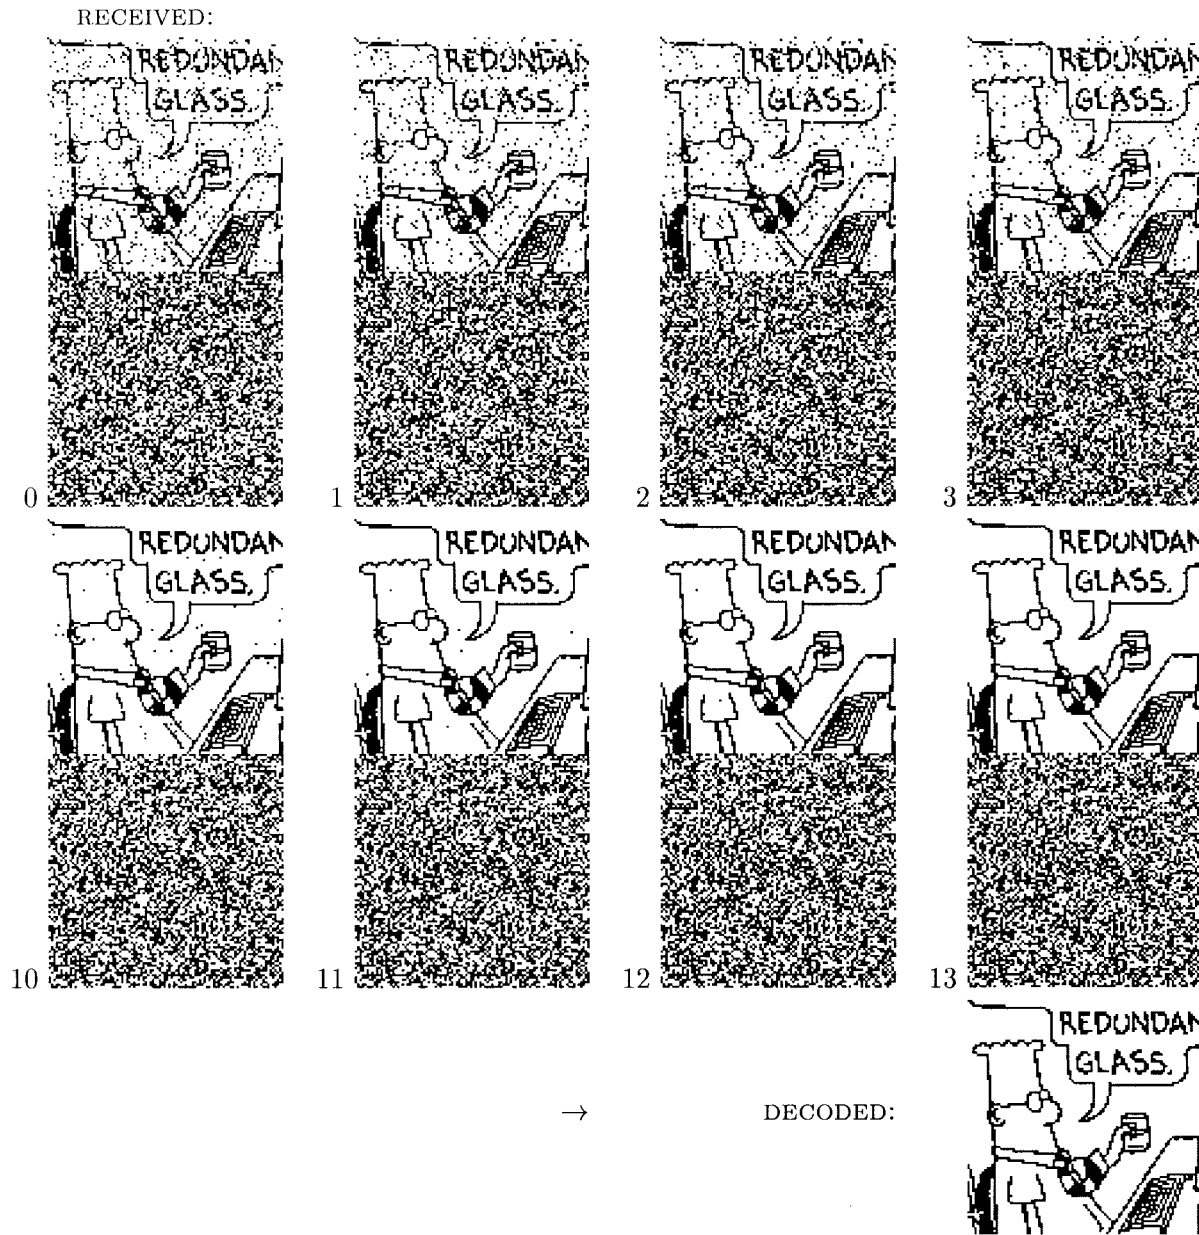 RECEIVED:
REDUNDAN
GLASS.
REDUNDAN
GLASS.
REDUNDAN
GLASS.
REDUNDAN
GLASS.
0
1
2
3
REDUNDAN
GLASS.
REDUNDAN
GLASS.
REDUNDAN
GLASS.
REDUNDAN
GLASS.
10
11
12
13
REDUNDAN
GLASS.
→ DECODED: